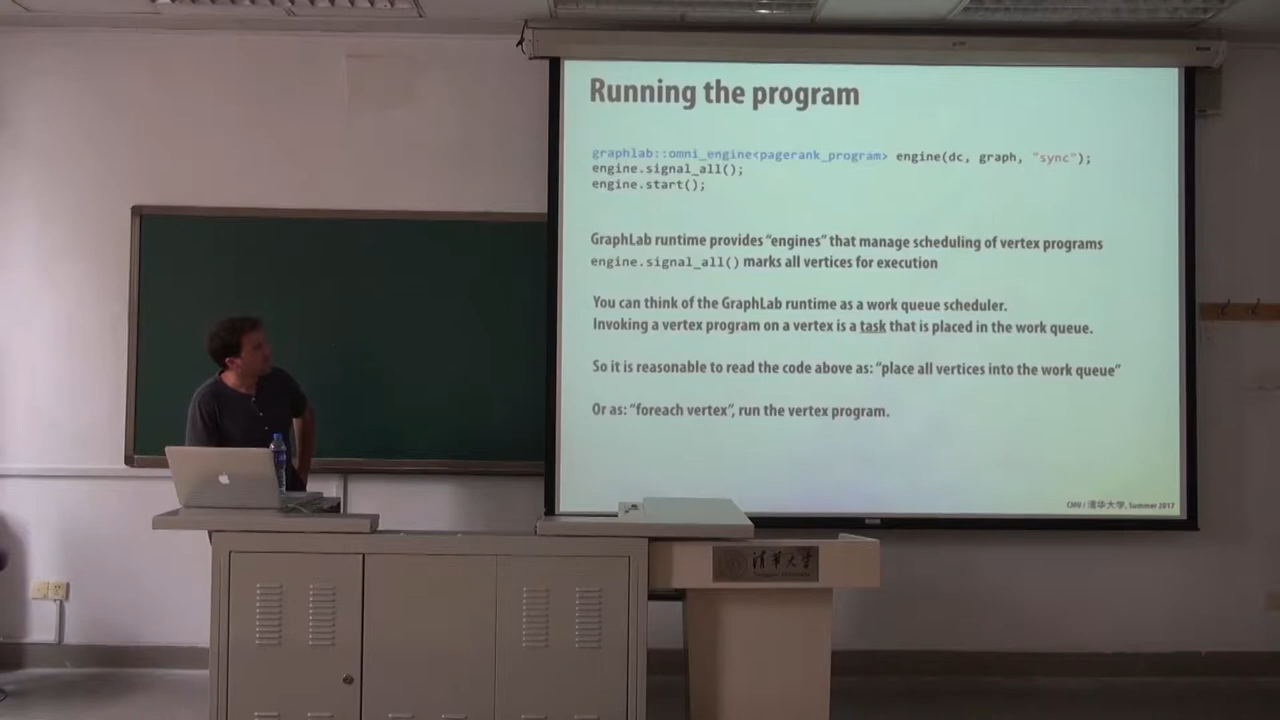 Running the program
graphlab::omni_engine<pagerank_program> engine(dc, graph, "sync");
engine.signal_all();
engine.start();
GraphLab runtime provides “engines” that manage scheduling of vertex programs
engine.signal_all() marks all vertices for execution
You can think of the GraphLab runtime as a work queue scheduler.
Invoking a vertex program on a vertex is a task that is placed in the work queue.
So it is reasonable to read the code above as: “place all vertices into the work queue”
Or as: “foreach vertex”, run the vertex program.
CMU / 清华大学, Summer 2017
清华大学